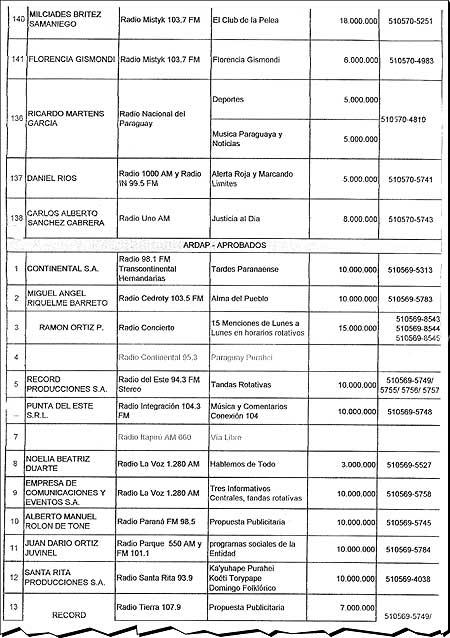 140 MILCIADES BRITEZ SAMANIEGO Radio Mistyk 103,7 FM El Club de la Pelea 18.000.000 510570-5251
141 FLORENCIA GISMONDI Radio Mistyk 103,7 FM Florencia Gismondi 6.000.000 510570-4983
136 RICARDO MARTENS GARCIA Radio Nacional del Paraguay Deportes 5.000.000 510570-4810
Musica Paraguaya y Noticias 5.000.000
137 DANIEL RIOS Radio 1000 AM y Radio IN 99.5 FM Alerta Roja y Marcando Limites 5.000.000 510570-5741
138 CARLOS ALBERTO SANCHEZ CABRERA Radio Uno AM Justicia al Dia 8.000.000 510570-5743
ARDAP - APROBADOS
1 CONTINENTAL S.A. Radio 98.1 FM Transcontinental Hernandarias Tardes Paranaense 10.000.000 510569-5313
2 MIGUEL ANGEL RIQUELME BARRETO Radio Cedroty 103.5 FM Alma del Pueblo 10.000.000 510569-5783
3 RAMON ORTIZ P. Radio Concierto 15 Menciones de Lunes a Lunes en horarios rotativos 15.000.000 510569-8543 510569-8544 510569-8545
4 Radio Continental 95.3 Paraguay Purahei
5 RECORD PRODUCCIONES S.A. Radio del Este 94.3 FM Stereo Tandas Rotativas 10.000.000 510569-5749/ 5755/ 5756/ 5757
PUNTA DEL ESTE S.R.L. Radio Integración 104.3 FM Música y Comentarios Conexión 104 10.000.000 510569-5748
7 Radio Itapirú AM 660 Via Libre
8 NOELIA BEATRIZ DUARTE Radio La Voz 1.280 AM Hablemos de Todo 3.000.000 510569-5527
9 EMPRESA DE COMUNICACIONES Y EVENTOS S.A. Radio La Voz 1.280 AM Tres Informativos Centrales, tandas rotativas 10.000.000 510569-5758
10 ALBERTO MANUEL ROLON DE TONE Radio Paraná FM 98.5 Propuesta Publicitaria 10.000.000 510569-5745
11 JUAN DARIO ORTIZ JUVINEL Radio Parque 550 AM y FM 101.1 programas sociales de la Entidad 10.000.000 510569-5784
12 SANTA RITA PRODUCCIONES S.A. Radio Santa Rita 93.9 Ka'yuhape Purahei Koéti Torypape Domingo Folklórico 10.000.000 510569-4038
13 RECORD Radio Tierra 107.9 Propuesta Publicitaria 7.000.000 510569-5749/